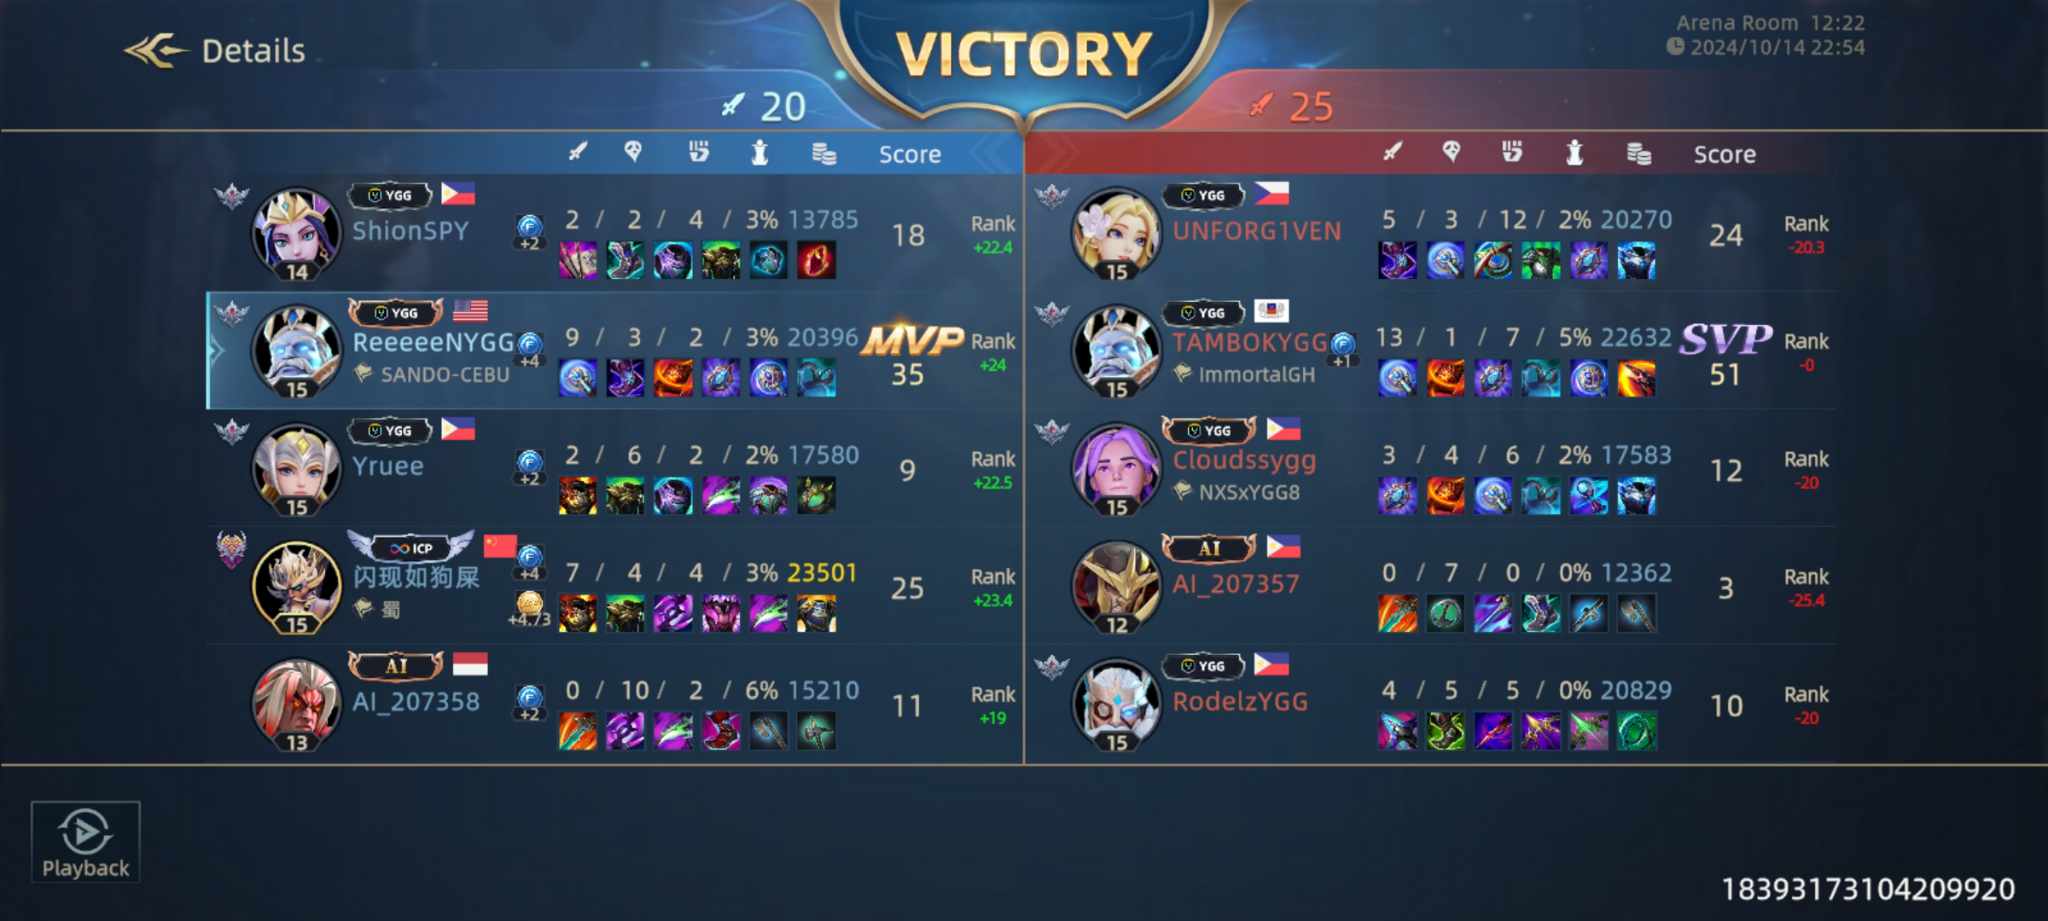 Details
VICTORY
Arena Room 12:22
2024/10/14 22:54
20
25
Score
Score
YGG
ShionSPY
14
+2
2 / 2 / 4 / 3% 13785
18
Rank
+22.4
YGG
ReeeeeNYGG
SANDO-CEBU
15
+4
9 / 3 / 2 / 3% 20396
MVP
35
Rank
+24
YGG
Yruee
15
+2
2 / 6 / 2 / 2% 17580
9
Rank
+22.5
ICP
闪现如狗屎
蜀
15
+4
+4.73
7 / 4 / 4 / 3% 23501
25
Rank
+23.4
AI
AI_207358
13
+2
0 / 10 / 2 / 6% 15210
11
Rank
+19
YGG
UNFORG1VEN
15
5 / 3 / 12 / 2% 20270
24
Rank
-20.3
YGG
TAMBOKYGG
ImmortalGH
15
+1
13 / 1 / 7 / 5% 22632
SVP
51
Rank
-0
YGG
Cloudssygg
NXSxYGG8
15
3 / 4 / 6 / 2% 17583
12
Rank
-20
AI
AI_207357
12
0 / 7 / 0 / 0% 12362
3
Rank
-25.4
YGG
RodelzYGG
15
4 / 5 / 5 / 0% 20829
10
Rank
-20
Playback
18393173104209920